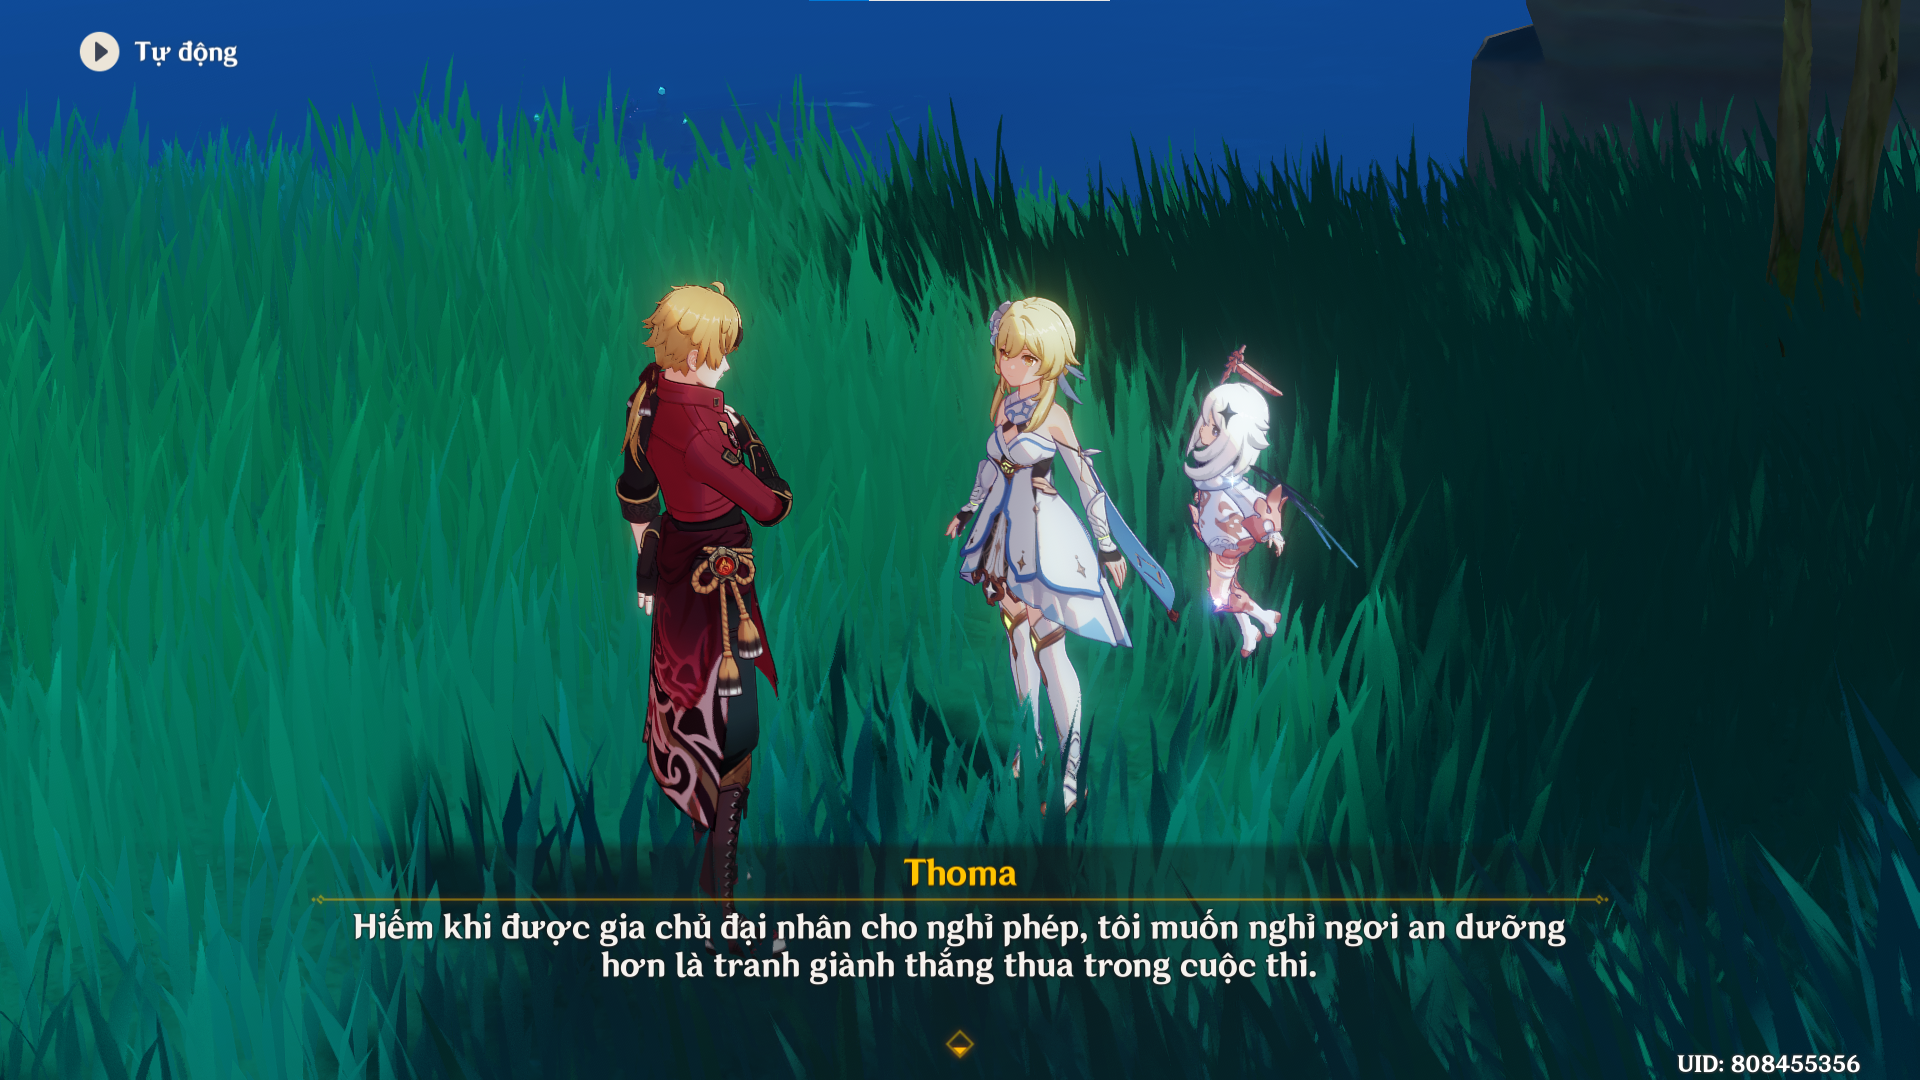 Tự động
Thoma
Hiếm khi được gia chủ đại nhân cho nghỉ phép, tôi muốn nghỉ ngơi an dưỡng
hơn là tranh giành thắng thua trong cuộc thi.
UID: 808455356